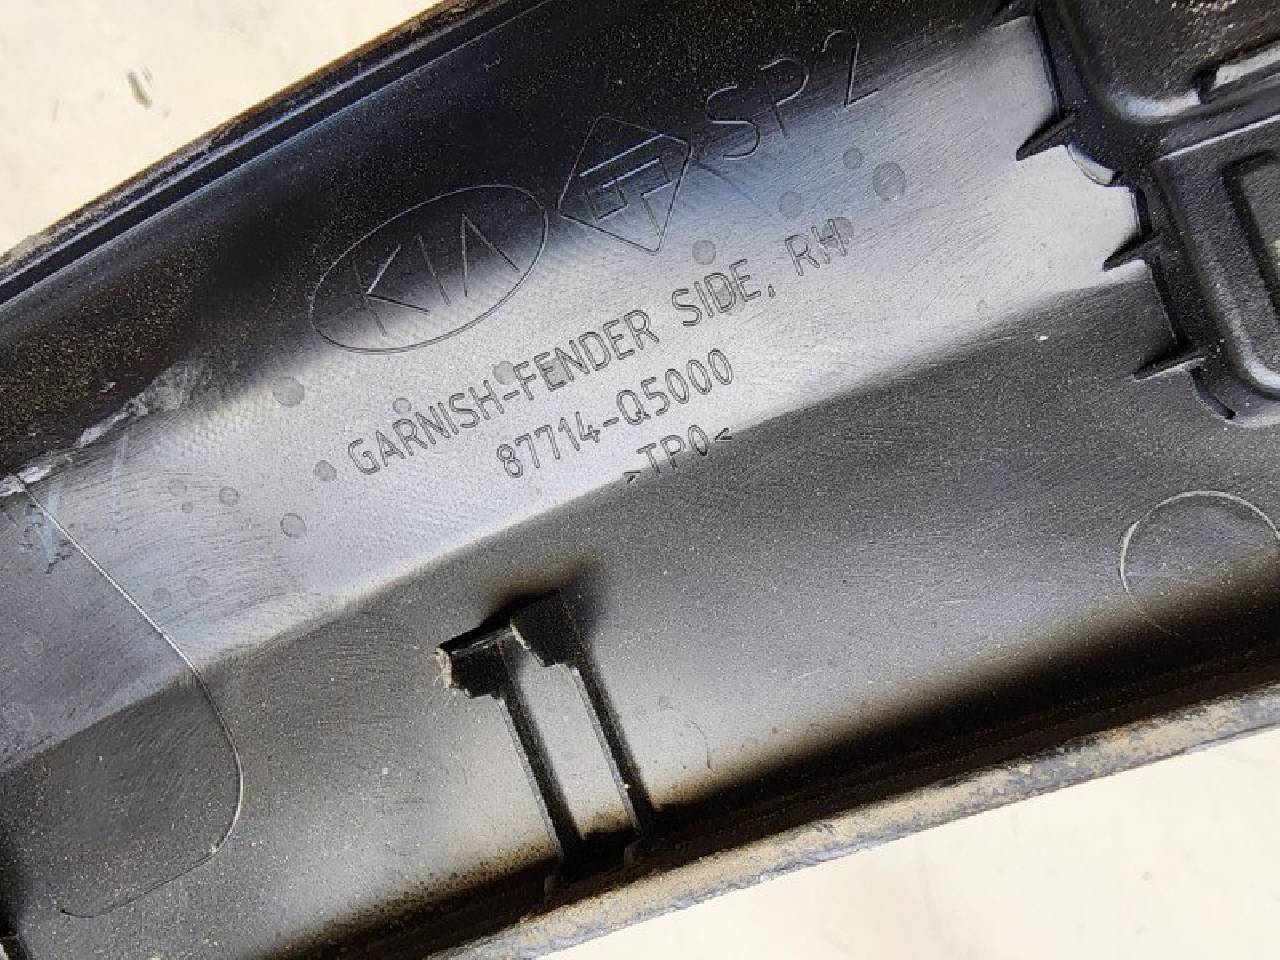 KIA SP2
GARNISH-FENDER SIDE, RH
87714-Q5000
>TPO<